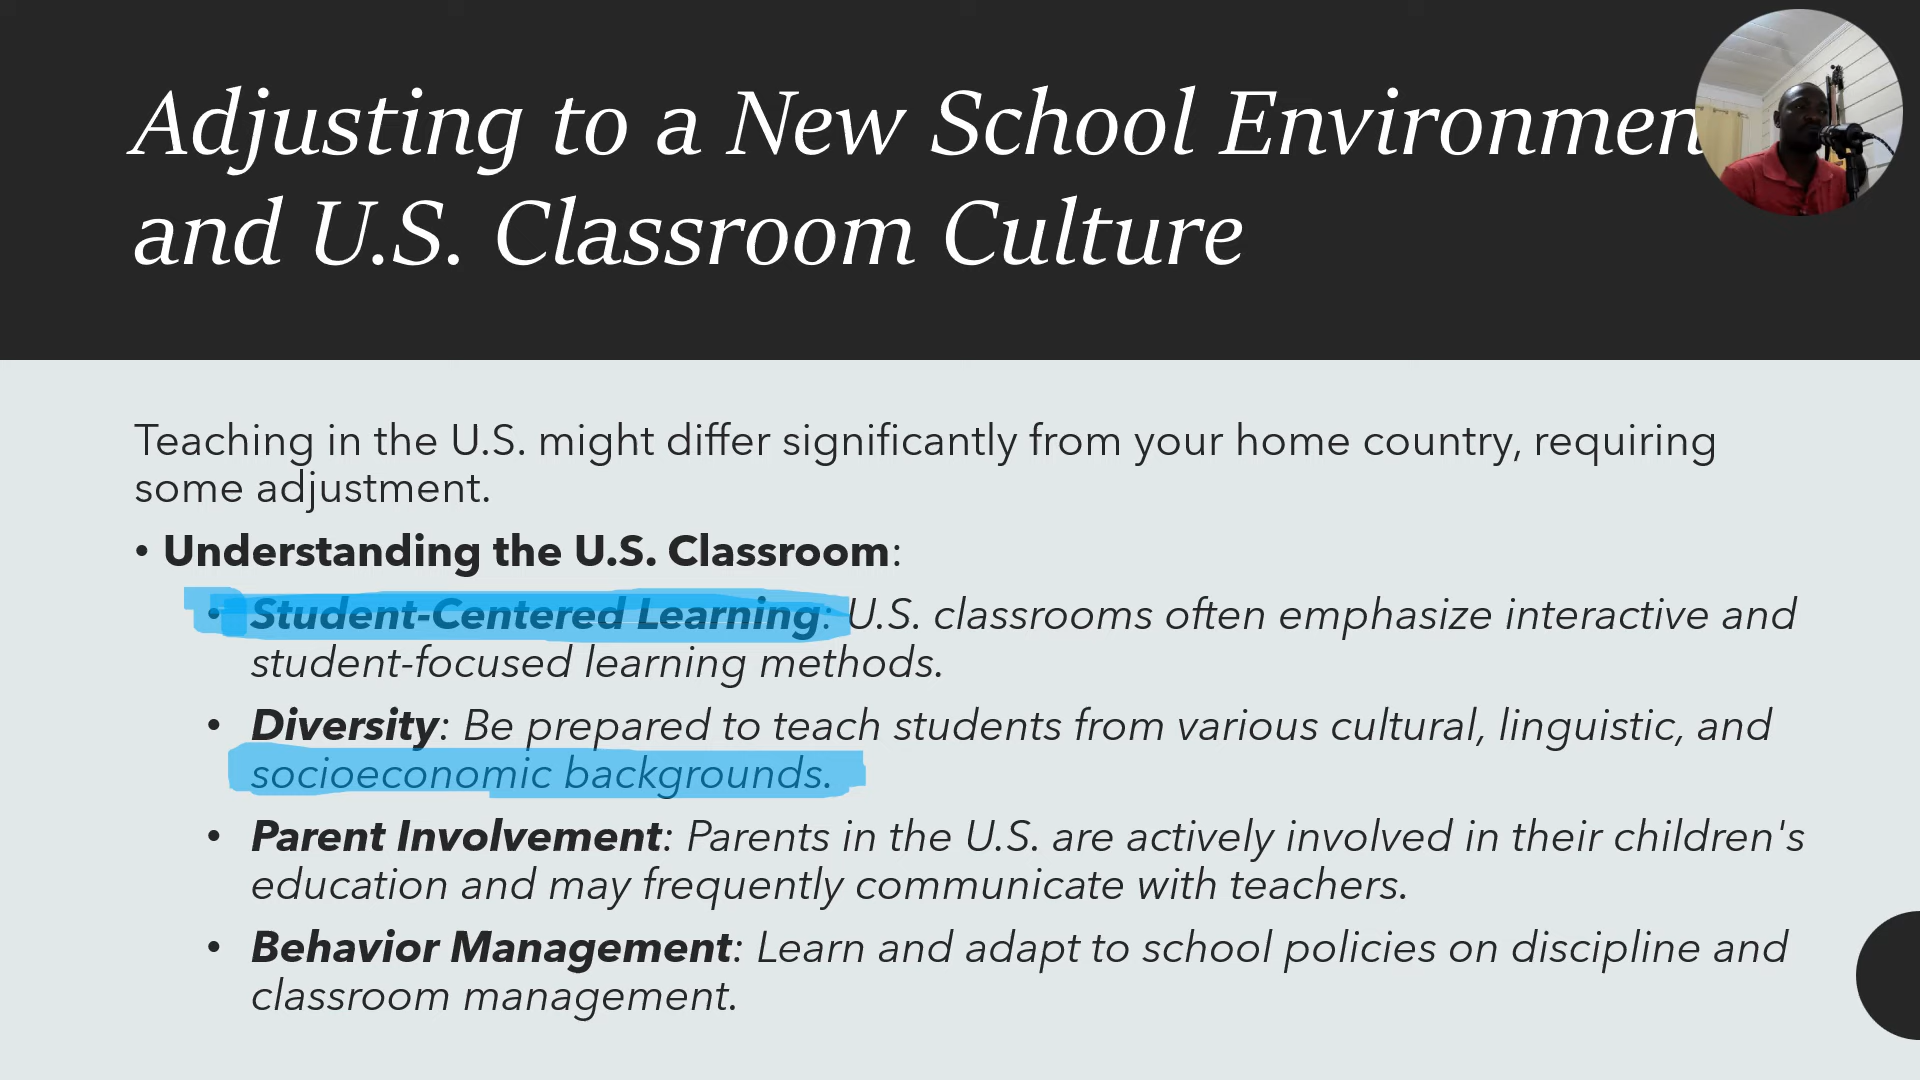 Adjusting to a New School Environmen
and U.S. Classroom Culture
Teaching in the U.S. might differ significantly from your home country, requiring
some adjustment.
• Understanding the U.S. Classroom:
• Student-Centered Learning: U.S. classrooms often emphasize interactive and
student-focused learning methods.
• Diversity: Be prepared to teach students from various cultural, linguistic, and
socioeconomic backgrounds.
• Parent Involvement: Parents in the U.S. are actively involved in their children's
education and may frequently communicate with teachers.
• Behavior Management: Learn and adapt to school policies on discipline and
classroom management.